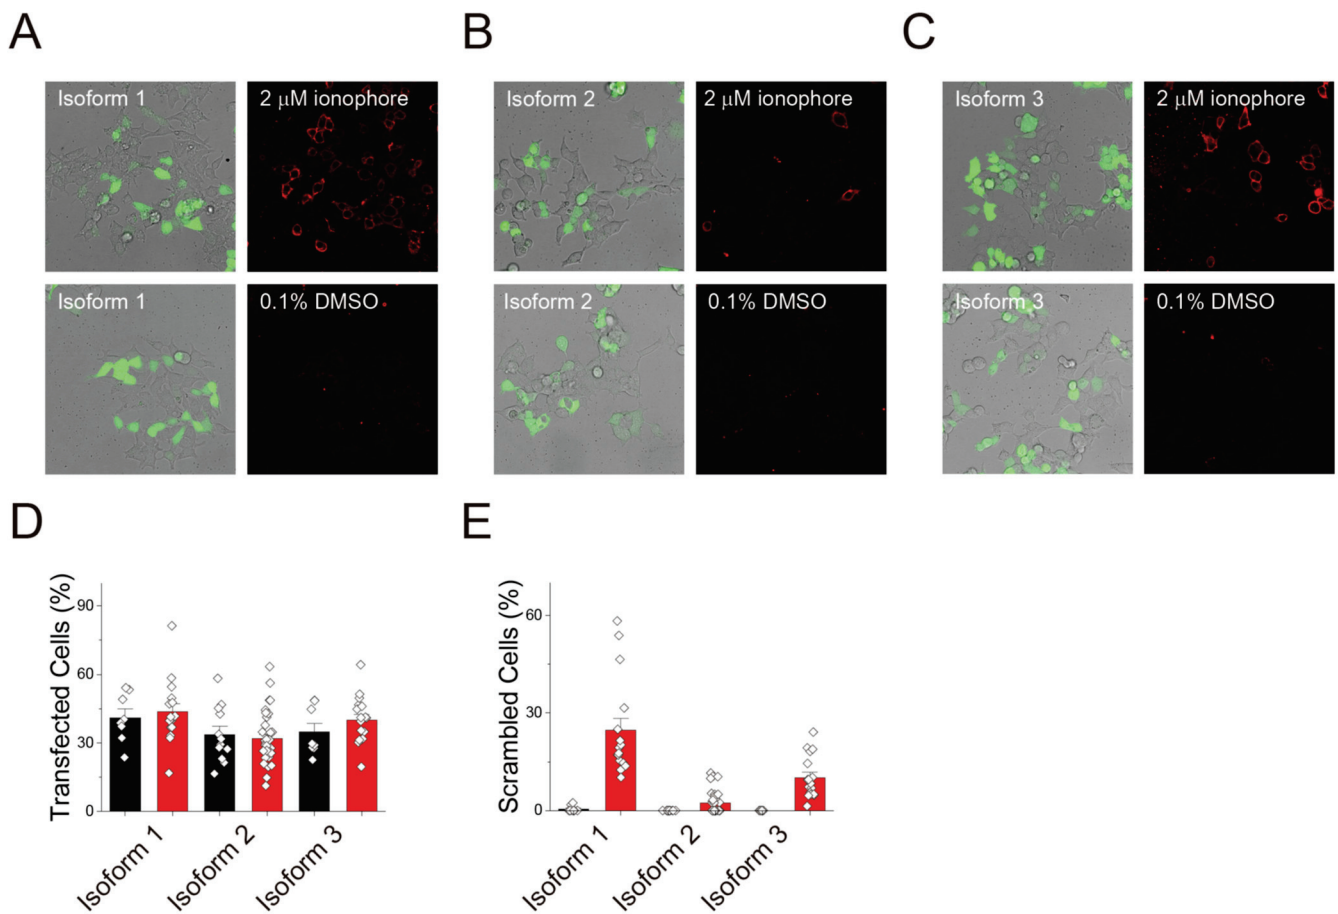 A
B
C
Isoform 1
2 μM ionophore
Isoform 2
2 μM ionophore
Isoform 3
2 μM ionophore
Isoform 1
0.1% DMSO
Isoform 2
0.1% DMSO
Isoform 3
0.1% DMSO
D
E
Transfected Cells (%)
90
60
30
0
Isoform 1
Isoform 2
Isoform 3
Scrambled Cells (%)
60
30
0
Isoform 1
Isoform 2
Isoform 3